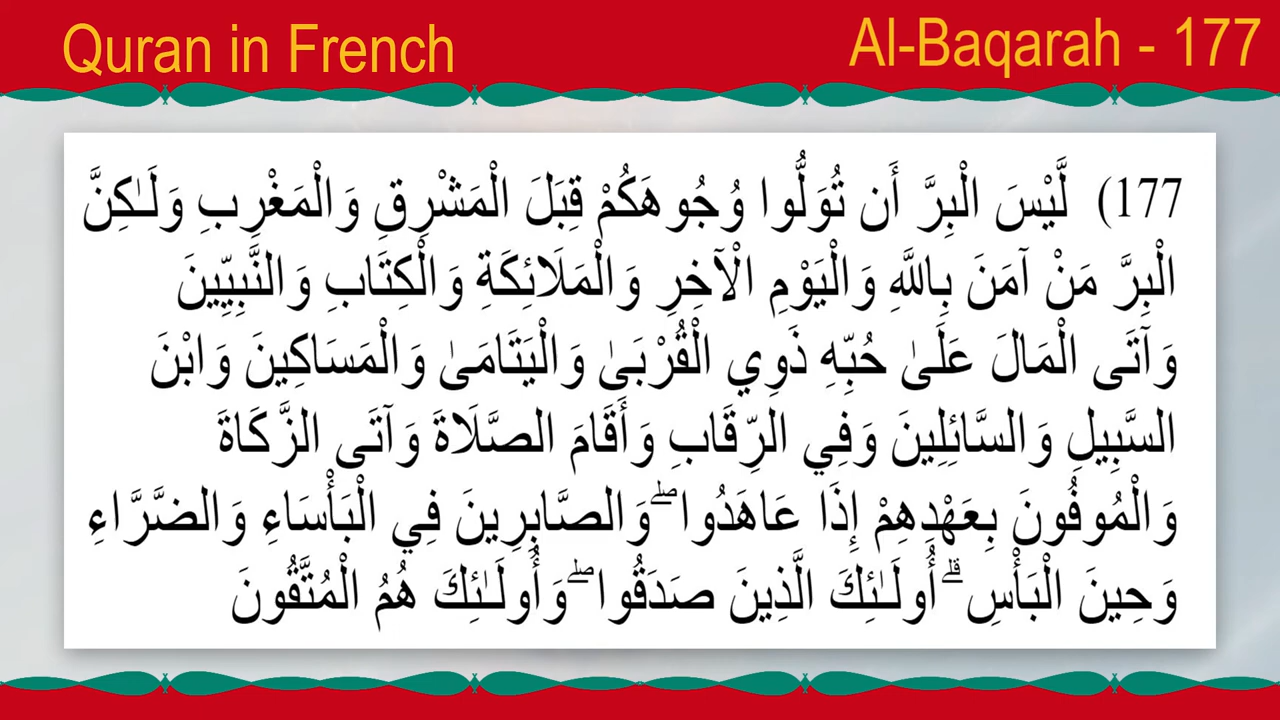 Quran in French
Al-Baqarah - 177
177) لَّيْسَ الْبِرَّ أَن تُوَلُّوا وُجُوهَكُمْ قِبَلَ الْمَشْرِقِ وَالْمَغْرِبِ وَلَـٰكِنَّ
الْبِرَّ مَنْ آمَنَ بِاللَّهِ وَالْيَوْمِ الْآخِرِ وَالْمَلَائِكَةِ وَالْكِتَابِ وَالنَّبِيِّينَ
وَآتَى الْمَالَ عَلَىٰ حُبِّهِ ذَوِي الْقُرْبَىٰ وَالْيَتَامَىٰ وَالْمَسَاكِينَ وَابْنَ
السَّبِيلِ وَالسَّائِلِينَ وَفِي الرِّقَابِ وَأَقَامَ الصَّلَاةَ وَآتَى الزَّكَاةَ
وَالْمُوفُونَ بِعَهْدِهِمْ إِذَا عَاهَدُوا ۖ وَالصَّابِرِينَ فِي الْبَأْسَاءِ وَالضَّرَّاءِ
وَحِينَ الْبَأْسِ ۗ أُولَـٰئِكَ الَّذِينَ صَدَقُوا ۖ وَأُولَـٰئِكَ هُمُ الْمُتَّقُونَ